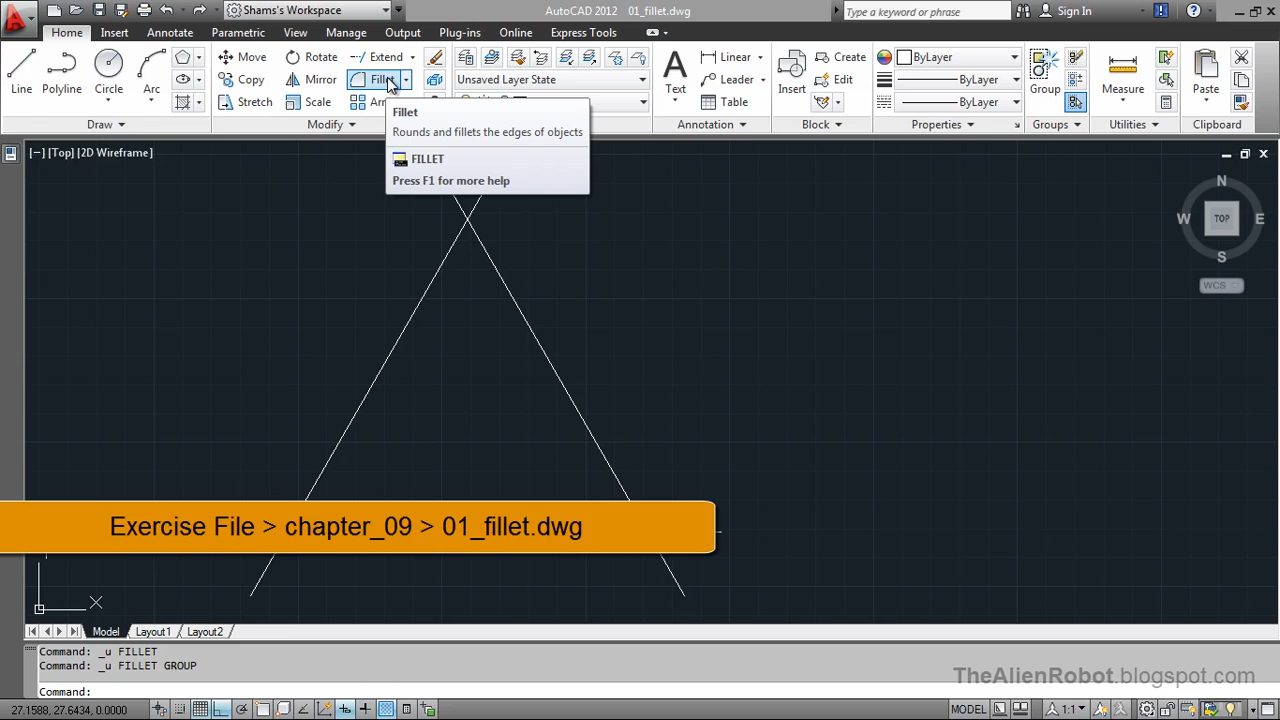 Shams's Workspace
AutoCAD 2012 01_fillet.dwg
Type a keyword or phrase
Sign In
Home Insert Annotate Parametric View Manage Output Plug-ins Online Express Tools
Line Polyline Circle Arc
Move Rotate Extend
Copy Mirror Fillet
Stretch Scale Arr
Unsaved Layer State
Text
Linear
Leader
Table
Insert
Create
Edit
ByLayer
ByLayer
ByLayer
Group Measure Paste
Draw Modify Annotation Block Properties Groups Utilities Clipboard
Fillet
Rounds and fillets the edges of objects
FILLET
Press F1 for more help
[−] [Top] [2D Wireframe]
N
W TOP E
S
WCS
Exercise File > chapter_09 > 01_fillet.dwg
X
Model Layout1 Layout2
Command: _u FILLET
Command: _u FILLET GROUP
Command:
TheAlienRobot.blogspot.com
27.1588, 27.6434, 0.0000
MODEL
1:1